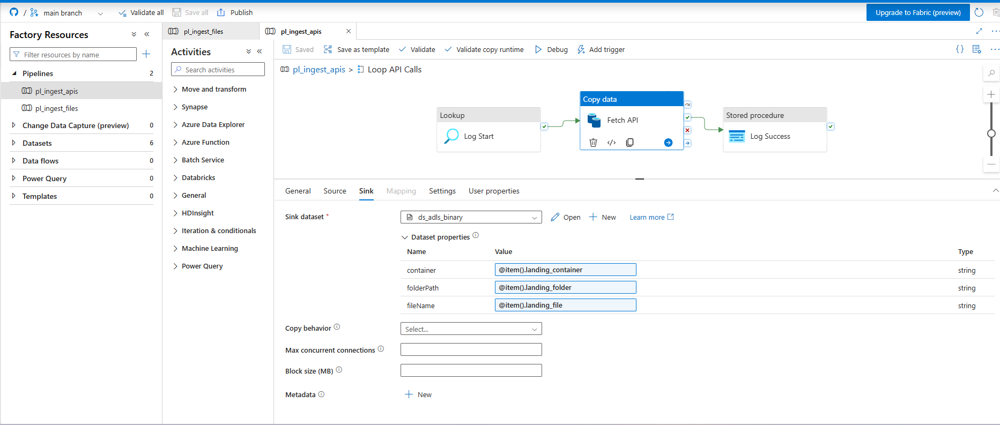 / main branch Validate all Save all Publish Upgrade to Fabric (preview)
Factory Resources
Filter resources by name
Pipelines 2
pl_ingest_apis
pl_ingest_files
Change Data Capture (preview) 0
Datasets 6
Data flows 0
Power Query 0
Templates 0
pl_ingest_files pl_ingest_apis
Activities
Search activities
Move and transform
Synapse
Azure Data Explorer
Azure Function
Batch Service
Databricks
General
HDInsight
Iteration & conditionals
Machine Learning
Power Query
Saved Save as template Validate Validate copy runtime Debug Add trigger {}
pl_ingest_apis > Loop API Calls
Lookup
Log Start
Copy data
Fetch API
</>
Stored procedure
Log Success
General Source Sink Mapping Settings User properties
Sink dataset * ds_adls_binary Open New Learn more
Dataset properties
Name Value Type
container @item().landing_container string
folderPath @item().landing_folder string
fileName @item().landing_file string
Copy behavior Select...
Max concurrent connections
Block size (MB)
Metadata New